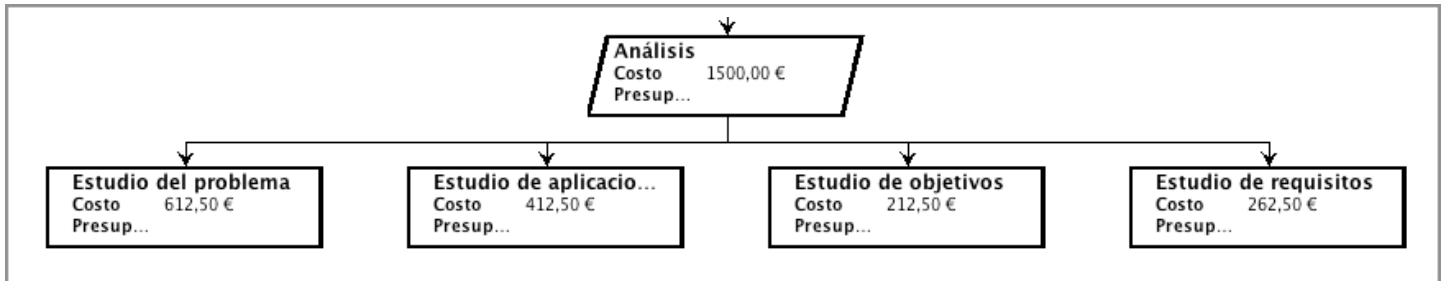 Análisis
Costo 1500,00 €
Presup...
Estudio del problema
Costo 612,50 €
Presup...
Estudio de aplicacio...
Costo 412,50 €
Presup...
Estudio de objetivos
Costo 212,50 €
Presup...
Estudio de requisitos
Costo 262,50 €
Presup...